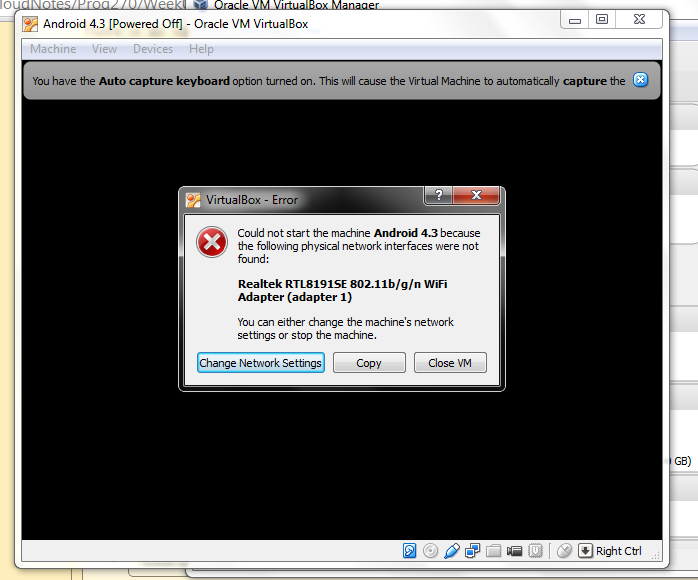 loudNotes/Prog270/Week
Oracle VM VirtualBox Manager
Android 4.3 [Powered Off] - Oracle VM VirtualBox
Machine View Devices Help
You have the Auto capture keyboard option turned on. This will cause the Virtual Machine to automatically capture the
VirtualBox - Error
Could not start the machine Android 4.3 because
the following physical network interfaces were not
found:
Realtek RTL8191SE 802.11b/g/n WiFi
Adapter (adapter 1)
You can either change the machine's network
settings or stop the machine.
Change Network Settings Copy Close VM
GB)
Right Ctrl